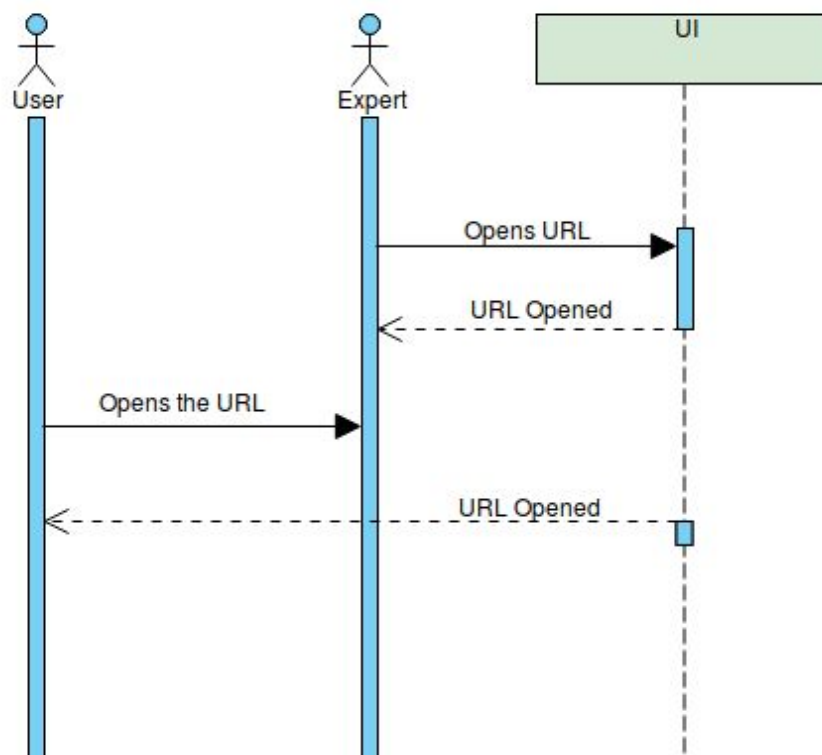 UI
User
Expert
Opens URL
URL Opened
Opens the URL
URL Opened